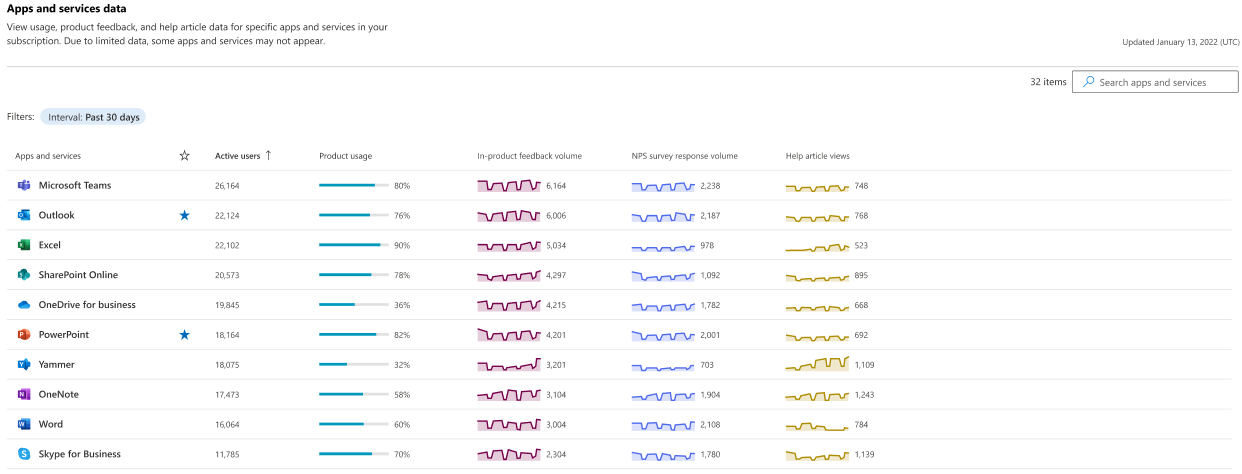 Apps and services data
View usage, product feedback, and help article data for specific apps and services in your
subscription. Due to limited data, some apps and services may not appear.
Updated January 13, 2022 (UTC)
32 items Search apps and services
Filters: Interval: Past 30 days
Apps and services Active users ↑ Product usage In-product feedback volume NPS survey response volume Help article views
Microsoft Teams 26,164 80% 6,164 2,238 748
Outlook 22,124 76% 6,006 2,187 768
Excel 22,102 90% 5,034 978 523
SharePoint Online 20,573 78% 4,297 1,092 895
OneDrive for business 19,845 36% 4,215 1,782 668
PowerPoint 18,164 82% 4,201 2,001 692
Yammer 18,075 32% 3,201 703 1,109
OneNote 17,473 58% 3,104 1,904 1,243
Word 16,064 60% 3,004 2,108 784
Skype for Business 11,785 70% 2,304 1,780 1,139